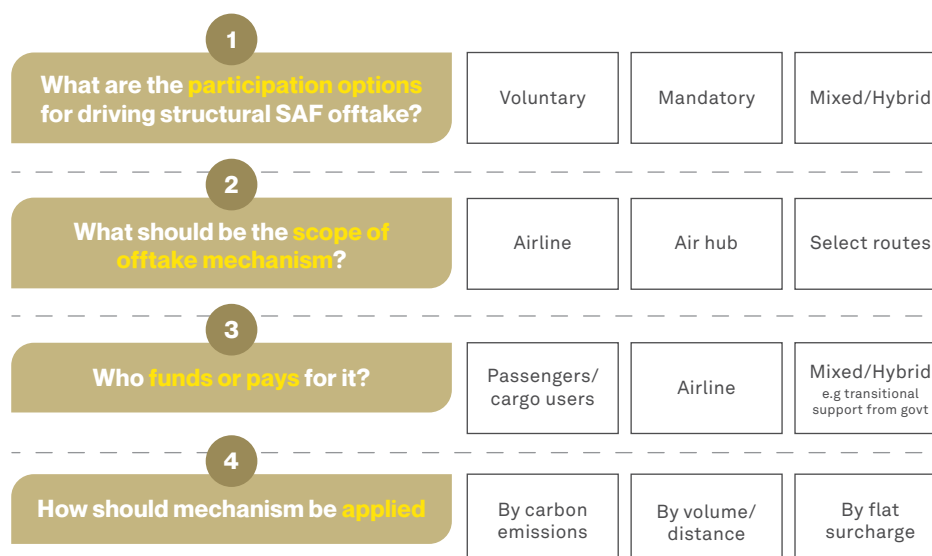 1
What are the participation options
for driving structural SAF offtake?
Voluntary
Mandatory
Mixed/Hybrid
2
What should be the scope of
offtake mechanism?
Airline
Air hub
Select routes
3
Who funds or pays for it?
Passengers/
cargo users
Airline
Mixed/Hybrid
e.g transitional
support from govt
4
How should mechanism be applied
By carbon
emissions
By volume/
distance
By flat
surcharge